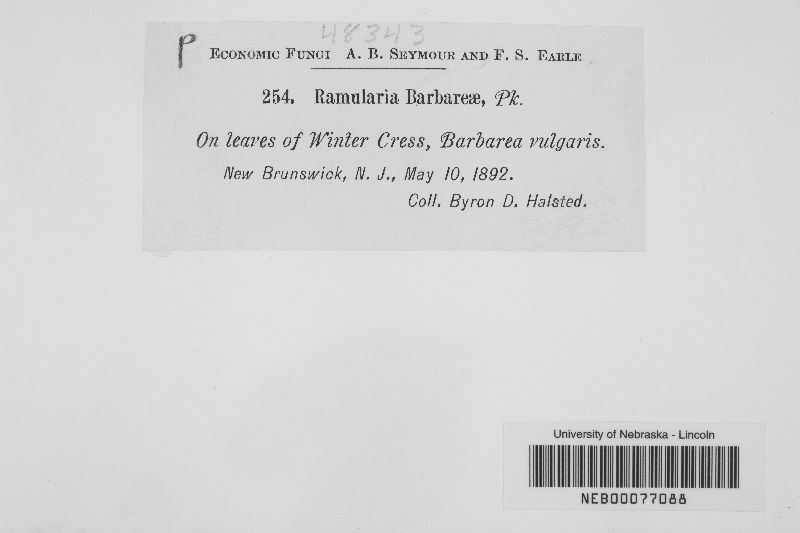 48343
P
Economic Fungi A. B. Seymour and F. S. Earle
254. Ramularia Barbareæ, Pk.
On leaves of Winter Cress, Barbarea vulgaris.
New Brunswick, N. J., May 10, 1892.
Coll. Byron D. Halsted.
University of Nebraska - Lincoln
NEB00077088